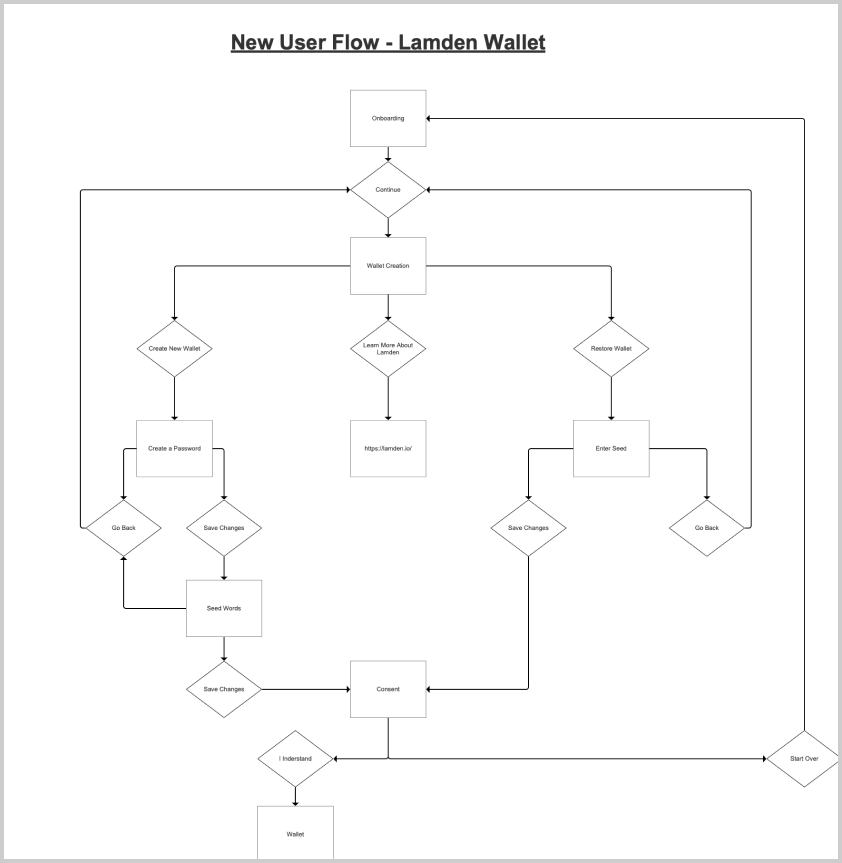 New User Flow - Lamden Wallet
Onboarding
Continue
Wallet Creation
Create New Wallet
Learn More About
Lamden
Restore Wallet
Create a Password
https://lamden.io/
Enter Seed
Go Back
Save Changes
Save Changes
Go Back
Seed Words
Save Changes
Consent
I Inderstand
Start Over
Wallet